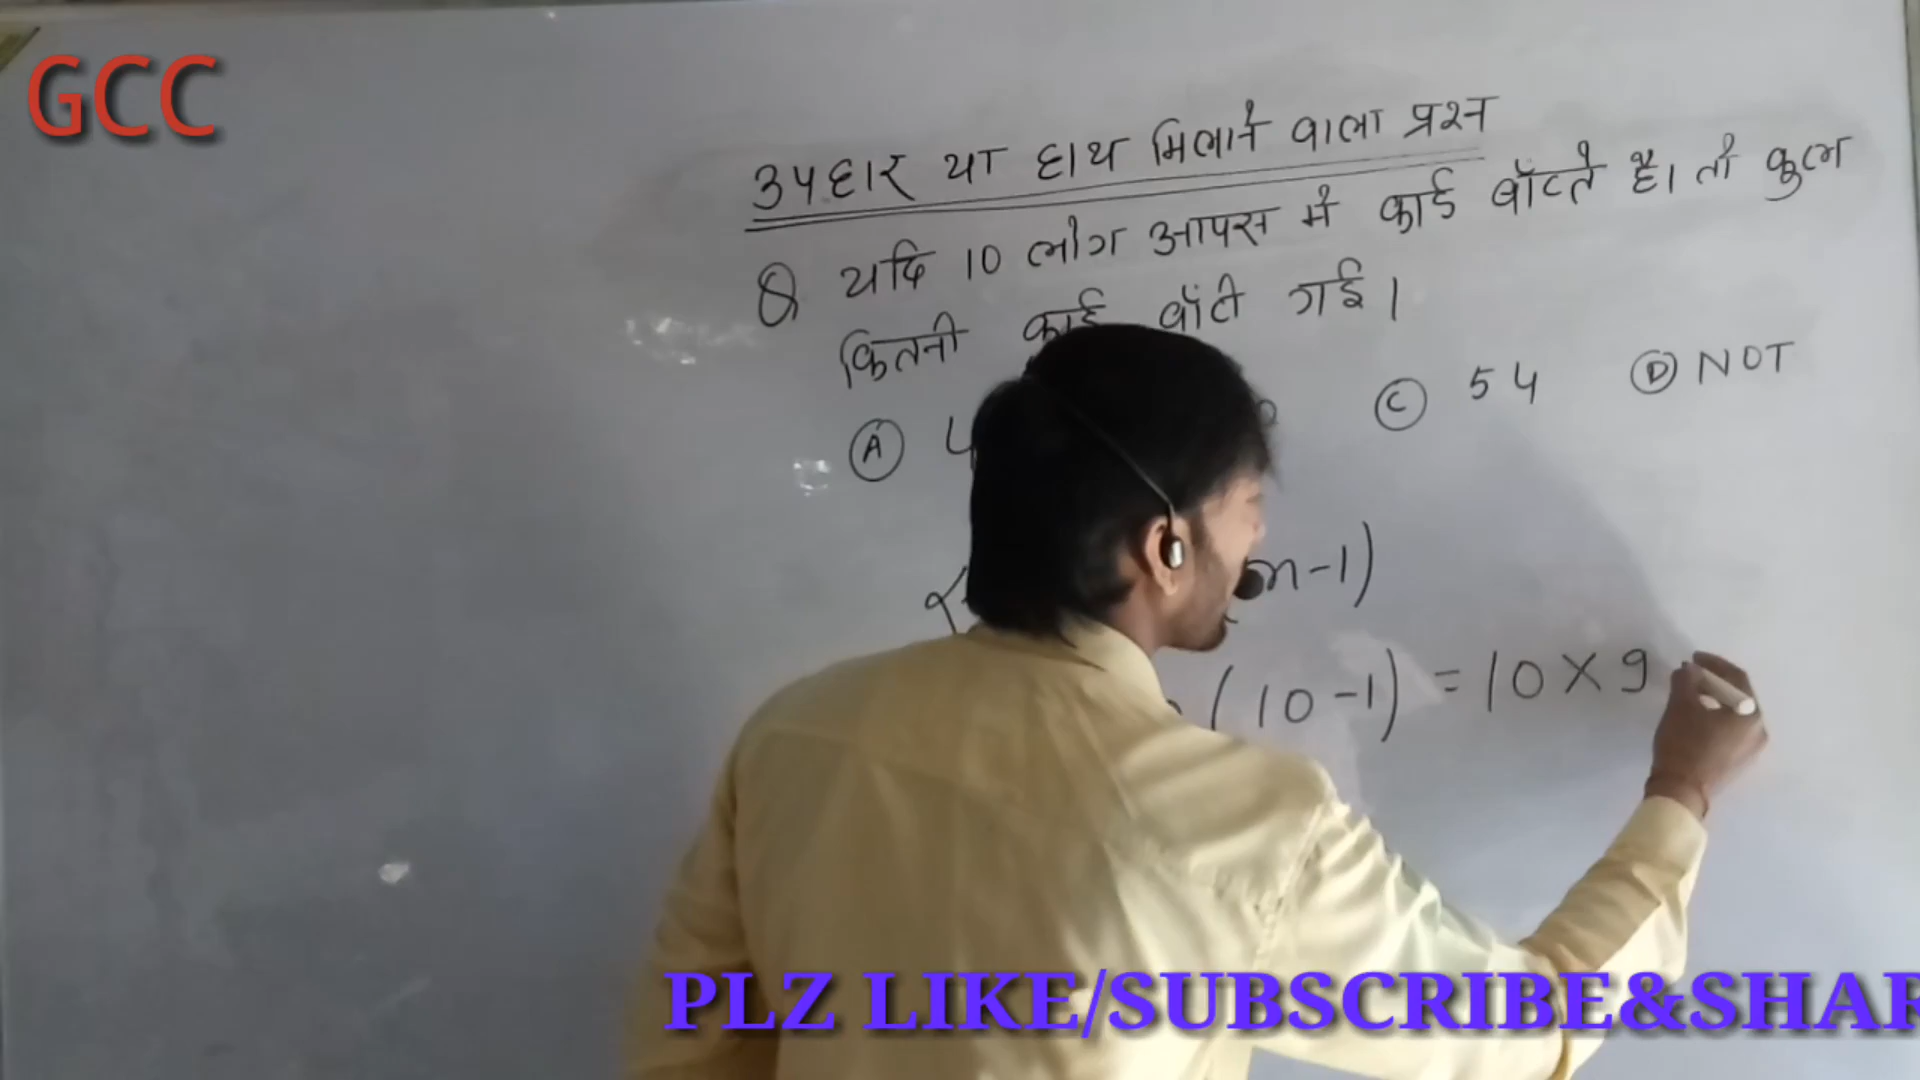 GCC
उपहार या हाथ मिलाने वाला प्रश्न
Q यदि 10 लोग आपस में कार्ड बाँटते है। तो कुल
कितनी कार्ड बाँटी गई।
A C 54 D NOT
n-1)
(10-1) = 10×9
PLZ LIKE/SUBSCRIBE&SHAR